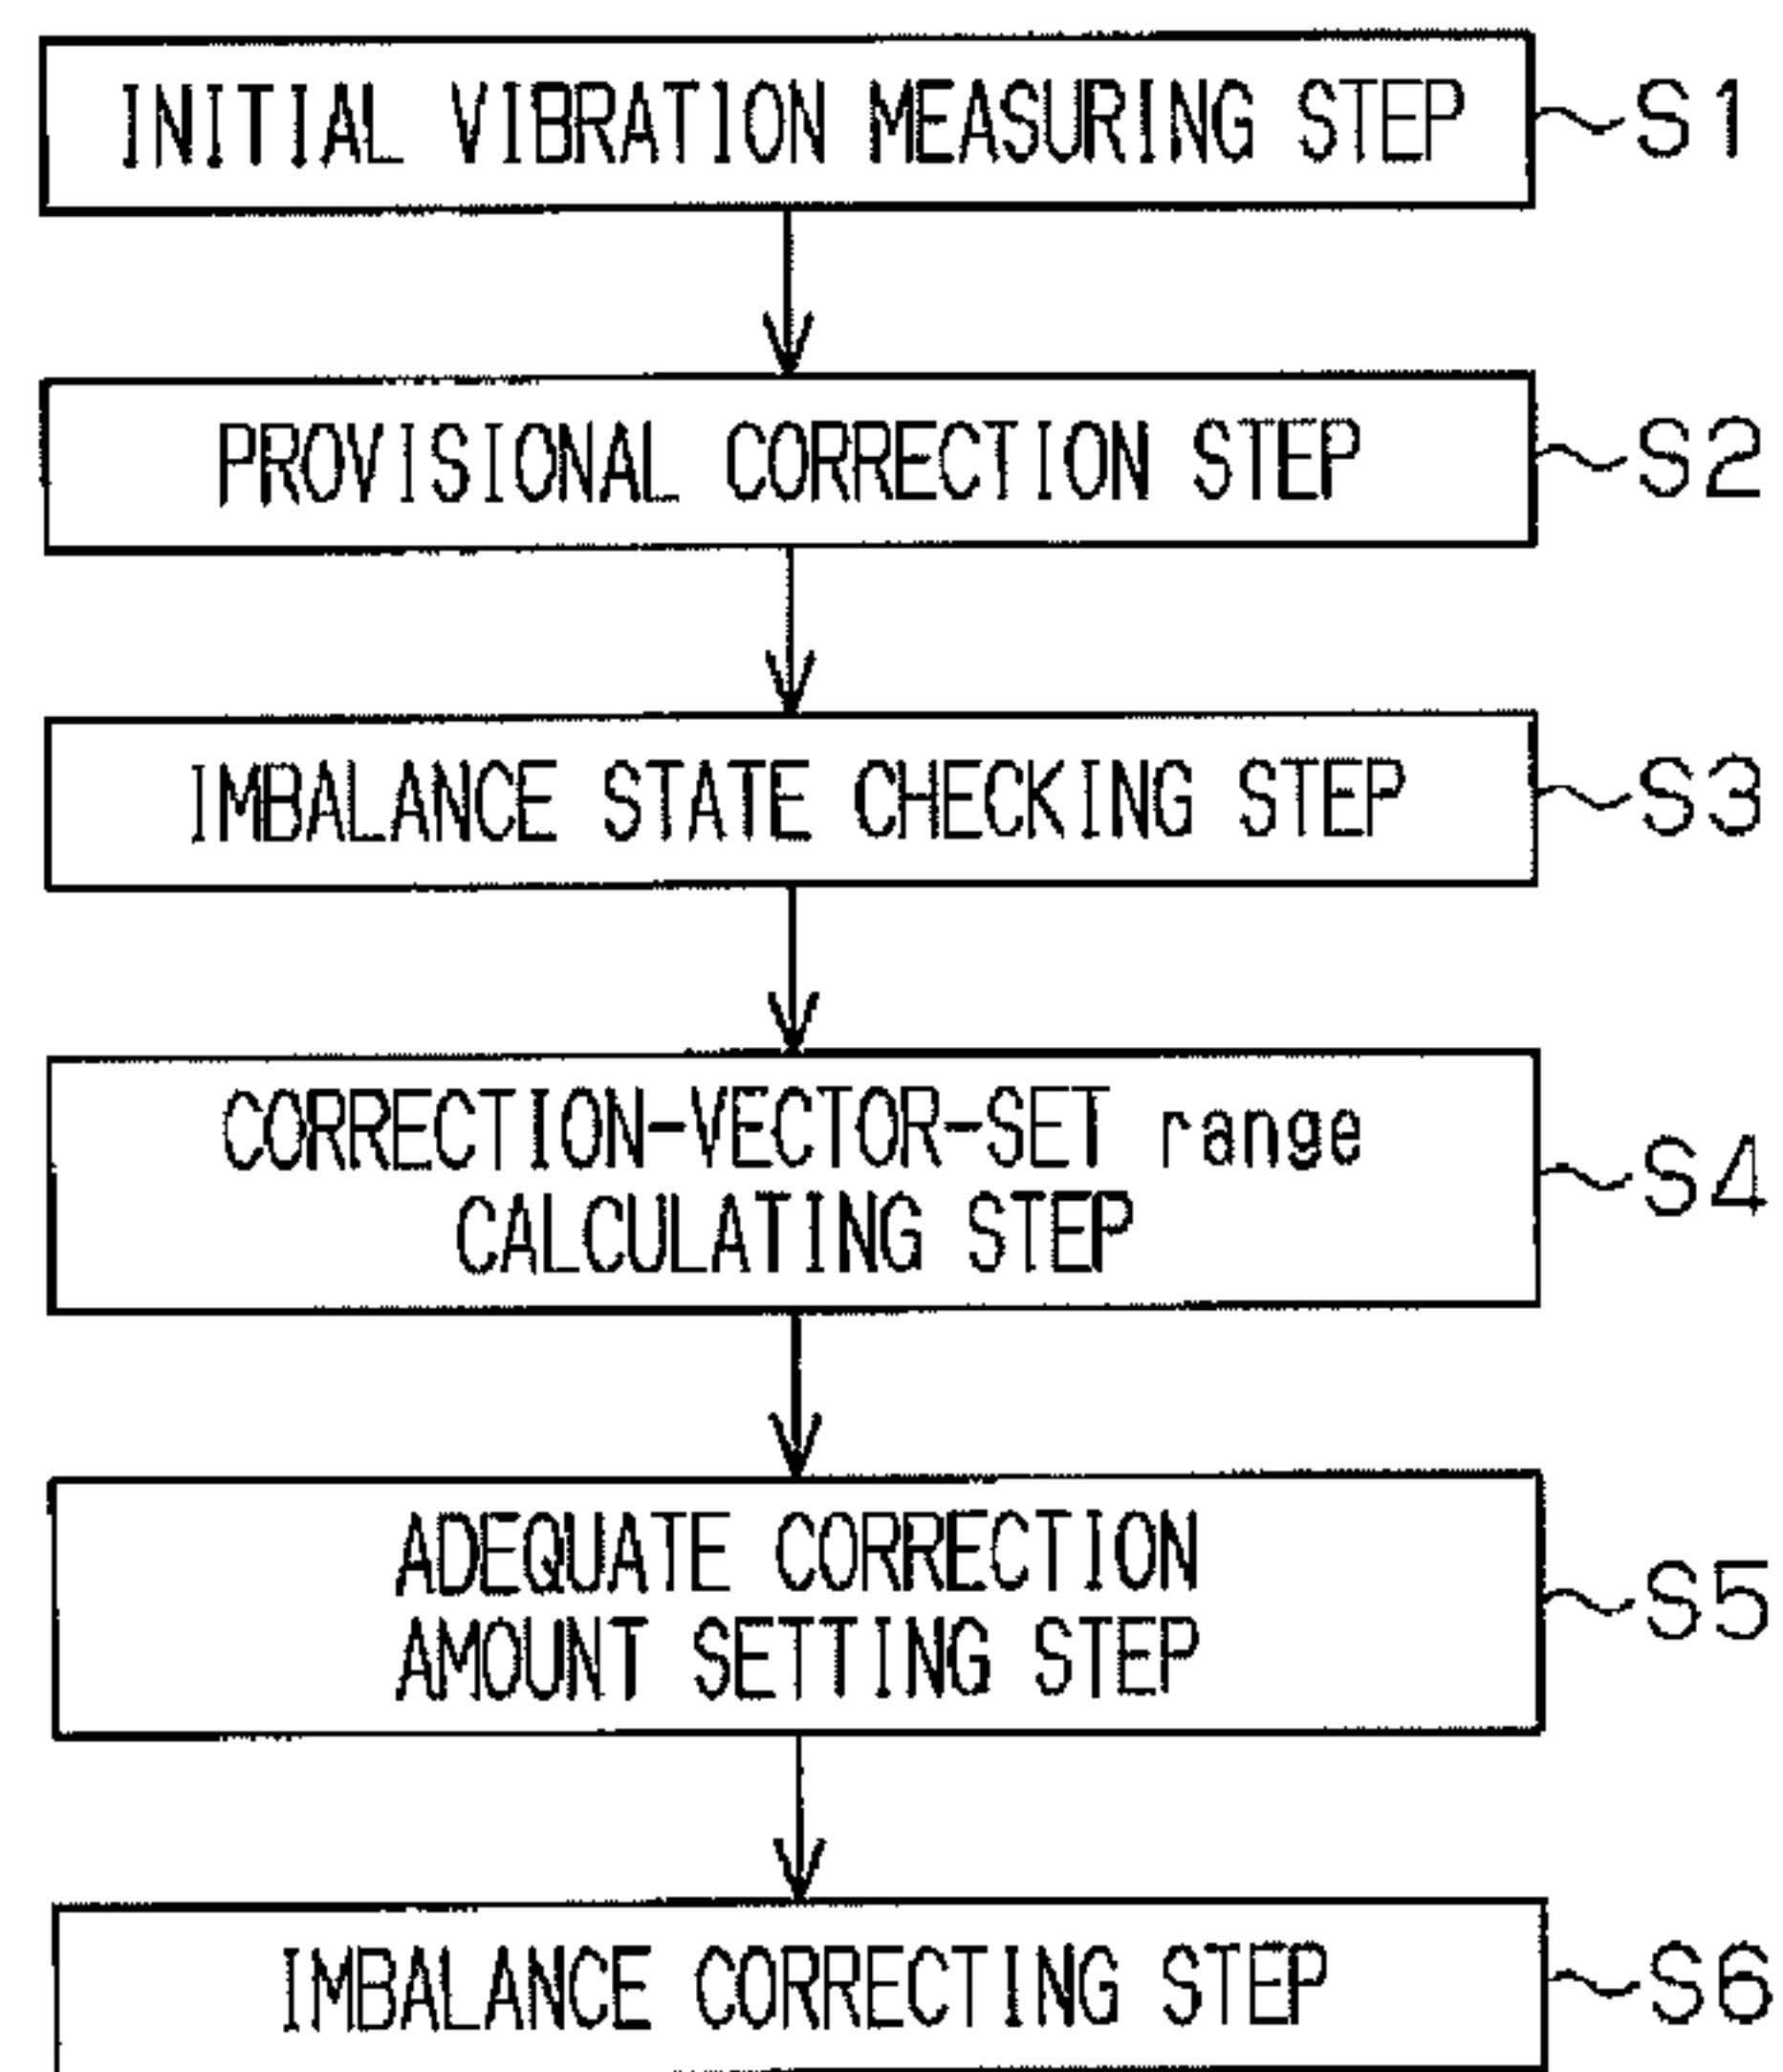 INITIAL VIBRATION MEASURING STEP S1
PROVISIONAL CORRECTION STEP S2
IMBALANCE STATE CHECKING STEP S3
CORRECTION-VECTOR-SET range
CALCULATING STEP
S4
ADEQUATE CORRECTION
AMOUNT SETTING STEP
S5
IMBALANCE CORRECTING STEP S6